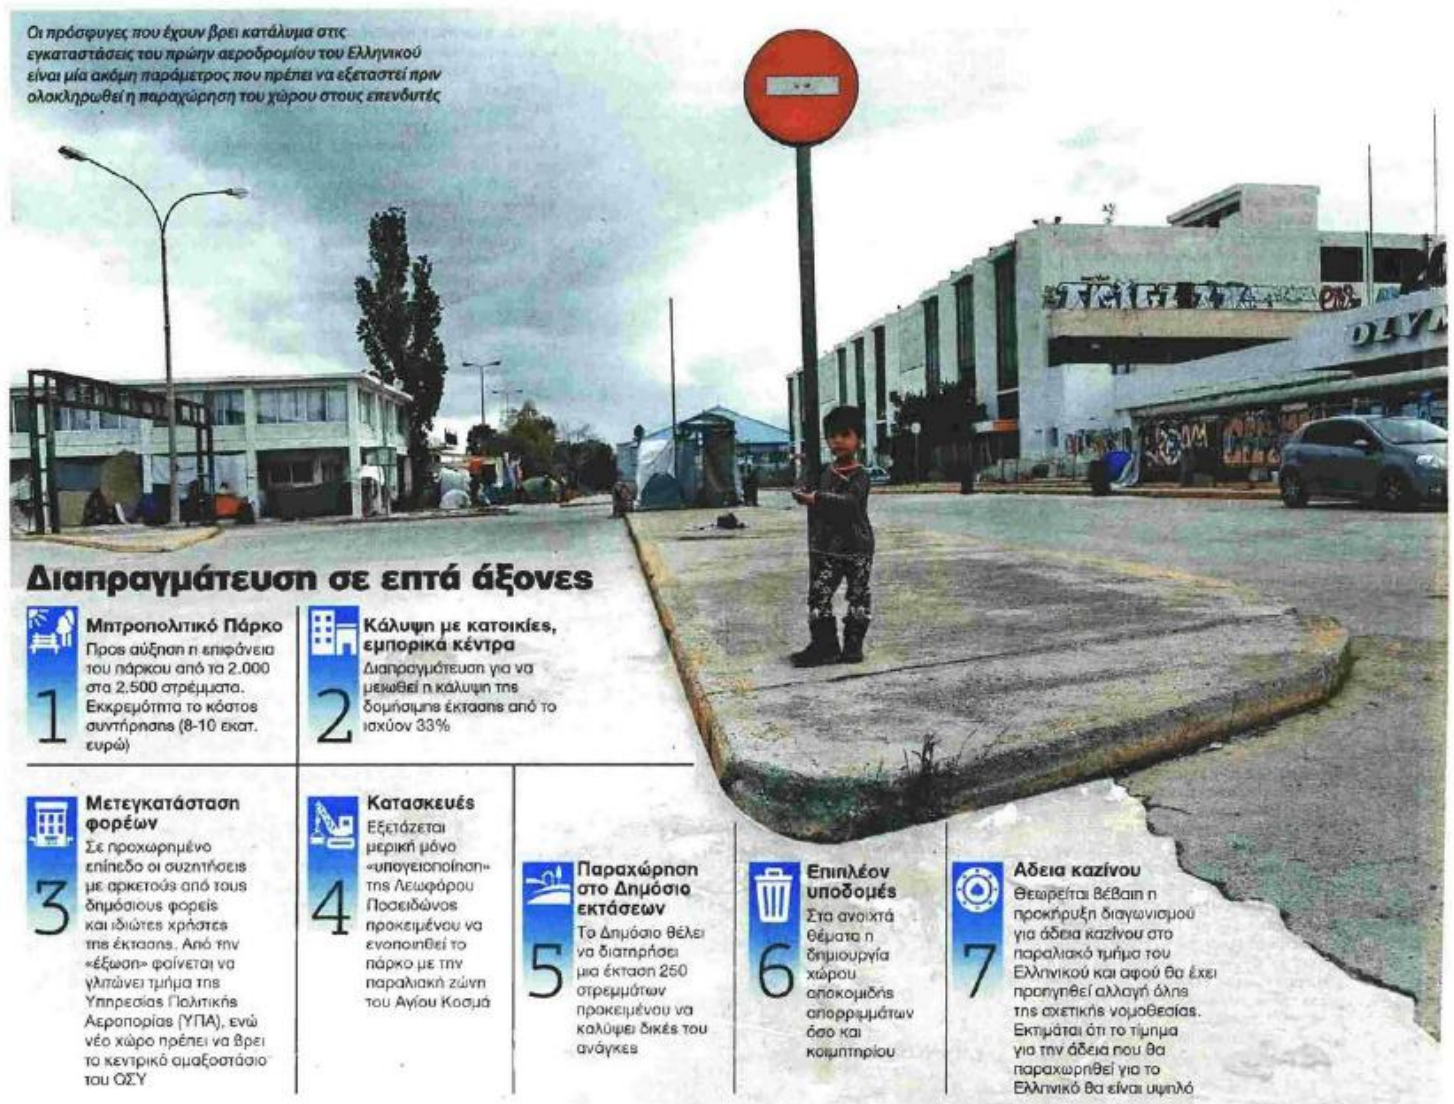 Οι πρόσφυγες που έχουν βρει κατάλυμα στις
εγκαταστάσεις του πρώην αεροδρομίου του Ελληνικού
είναι μία ακόμη παράμετρος που πρέπει να εξεταστεί πριν
ολοκληρωθεί η παραχώρηση του χώρου στους επενδυτές
OLYM
Διαπραγμάτευση σε επτά άξονες
1
Μητροπολιτικό Πάρκο
Προς αύξηση η επιφάνεια
του πάρκου από τα 2.000
στα 2.500 στρέμματα.
Εκκρεμότητα το κόστος
συντήρησης (8-10 εκατ.
ευρώ)
2
Κάλυψη με κατοικίες,
εμπορικά κέντρα
Διαπραγμάτευση για να
μειωθεί η κάλυψη της
δομήσιμης έκτασης από το
ισχύον 33%
3
Μετεγκατάσταση
φορέων
Σε προχωρημένο
επίπεδο οι συζητήσεις
με αρκετούς από τους
δημόσιους φορείς
και ιδιώτες χρήστες
της έκτασης. Από την
«έξωση» φαίνεται να
γλιτώνει τμήμα της
Υπηρεσίας Πολιτικής
Αεροπορίας (ΥΠΑ), ενώ
νέο χώρο πρέπει να βρει
το κεντρικό αμαξοστάσιο
του ΟΣΥ
4
Κατασκευές
Εξετάζεται
μερική μόνο
«υπογειοποίηση»
της Λεωφόρου
Ποσειδώνος
προκειμένου να
ενοποιηθεί το
πάρκο με την
παραλιακή ζώνη
του Αγίου Κοσμά
5
Παραχώρηση
στο Δημόσιο
εκτάσεων
Το Δημόσιο θέλει
να διατηρήσει
μια έκταση 250
στρεμμάτων
προκειμένου να
καλύψει δικές του
ανάγκες
6
Επιπλέον
υποδομές
Στα ανοιχτά
θέματα η
δημιουργία
χώρου
αποκομιδής
απορριμμάτων
όσο και
κοιμητηρίου
7
Αδεια καζίνου
Θεωρείται βέβαιη η
προκήρυξη διαγωνισμού
για άδεια καζίνου στο
παραλιακό τμήμα του
Ελληνικού και αφού θα έχει
προηγηθεί αλλαγή όλης
της σχετικής νομοθεσίας.
Εκτιμάται ότι το τίμημα
για την άδεια που θα
παραχωρηθεί για το
Ελληνικό θα είναι υψηλό